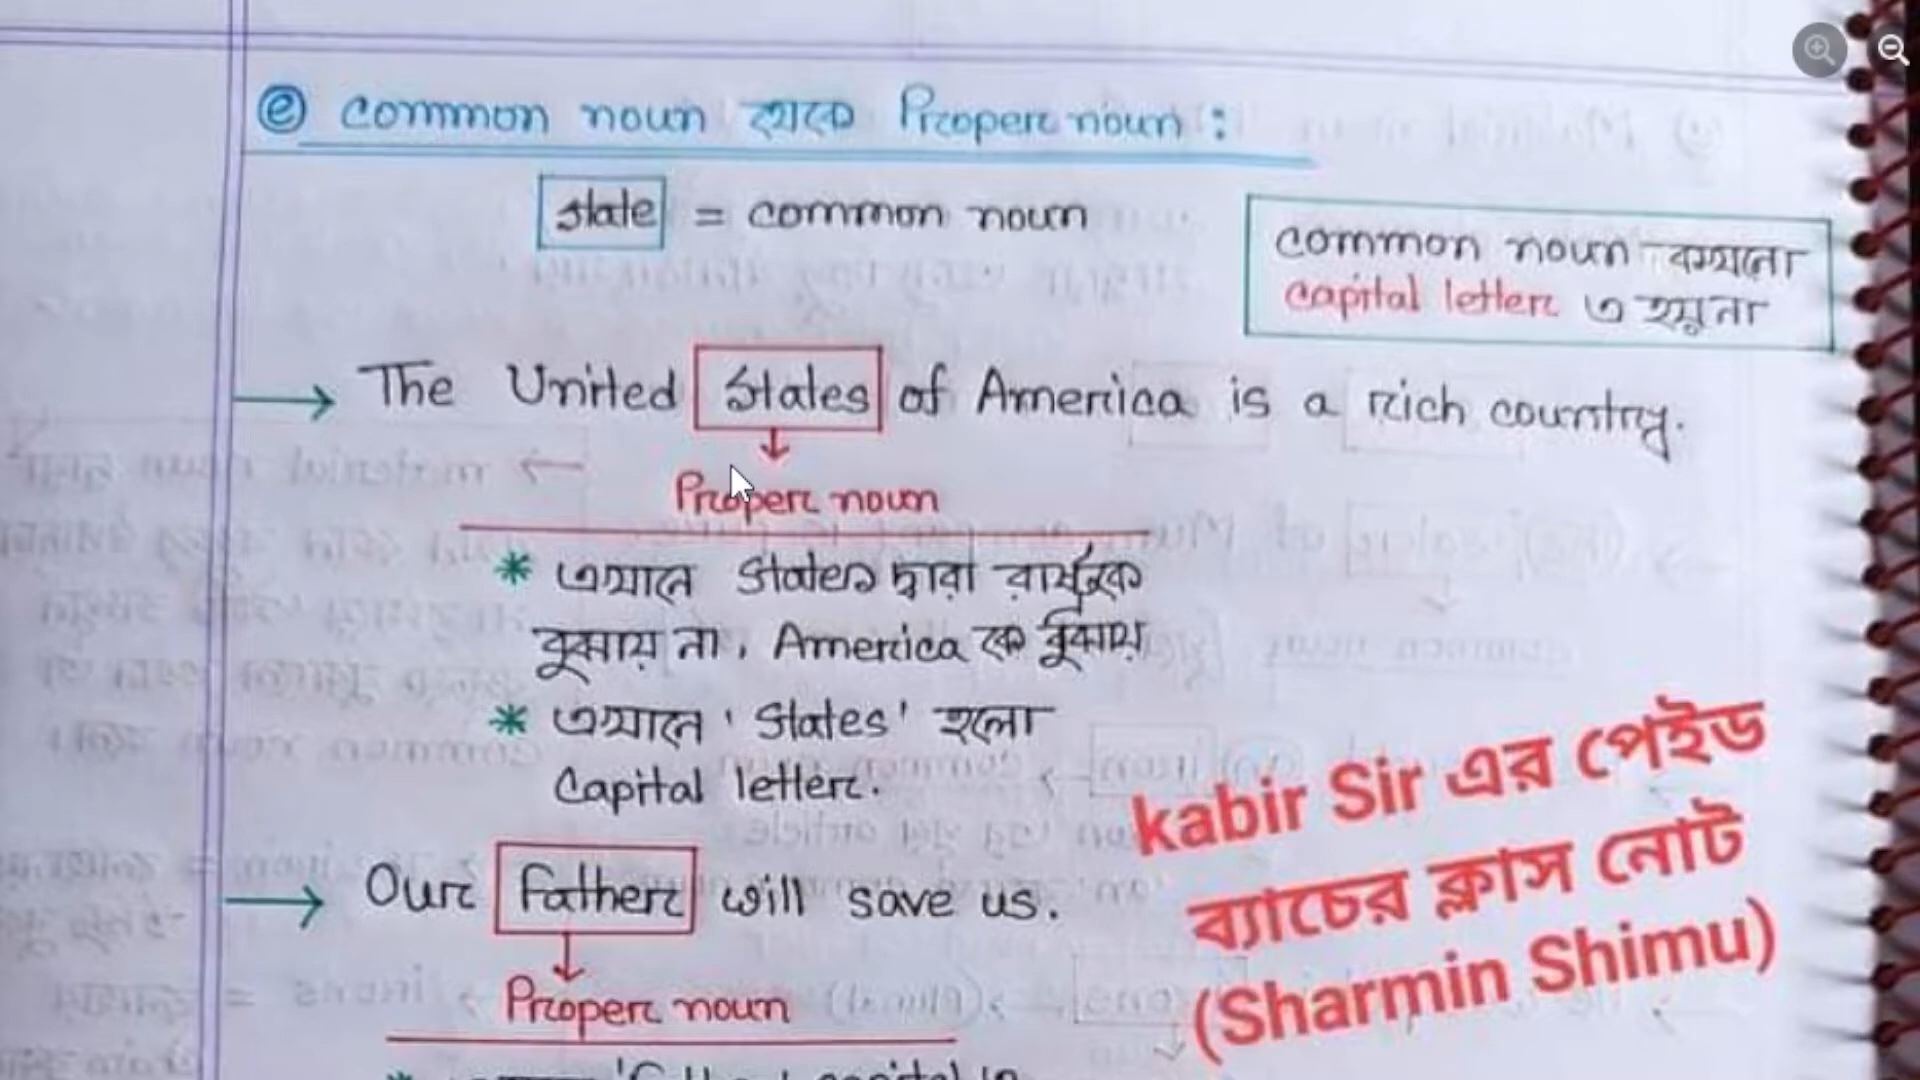 ⓔ common noun থেকে Proper noun :
state = common noun
common noun কখনো
capital letter এ হয় না
→ The United States of America is a rich country.
Proper noun
* এখানে States দ্বারা রাষ্ট্রকে
বুঝায় না, America কে বুঝায়
* এখানে 'States' হলো
Capital letter.
→ Our Father will save us.
Proper noun
kabir Sir এর পেইড
ব্যাচের ক্লাস নোট
(Sharmin Shimu)